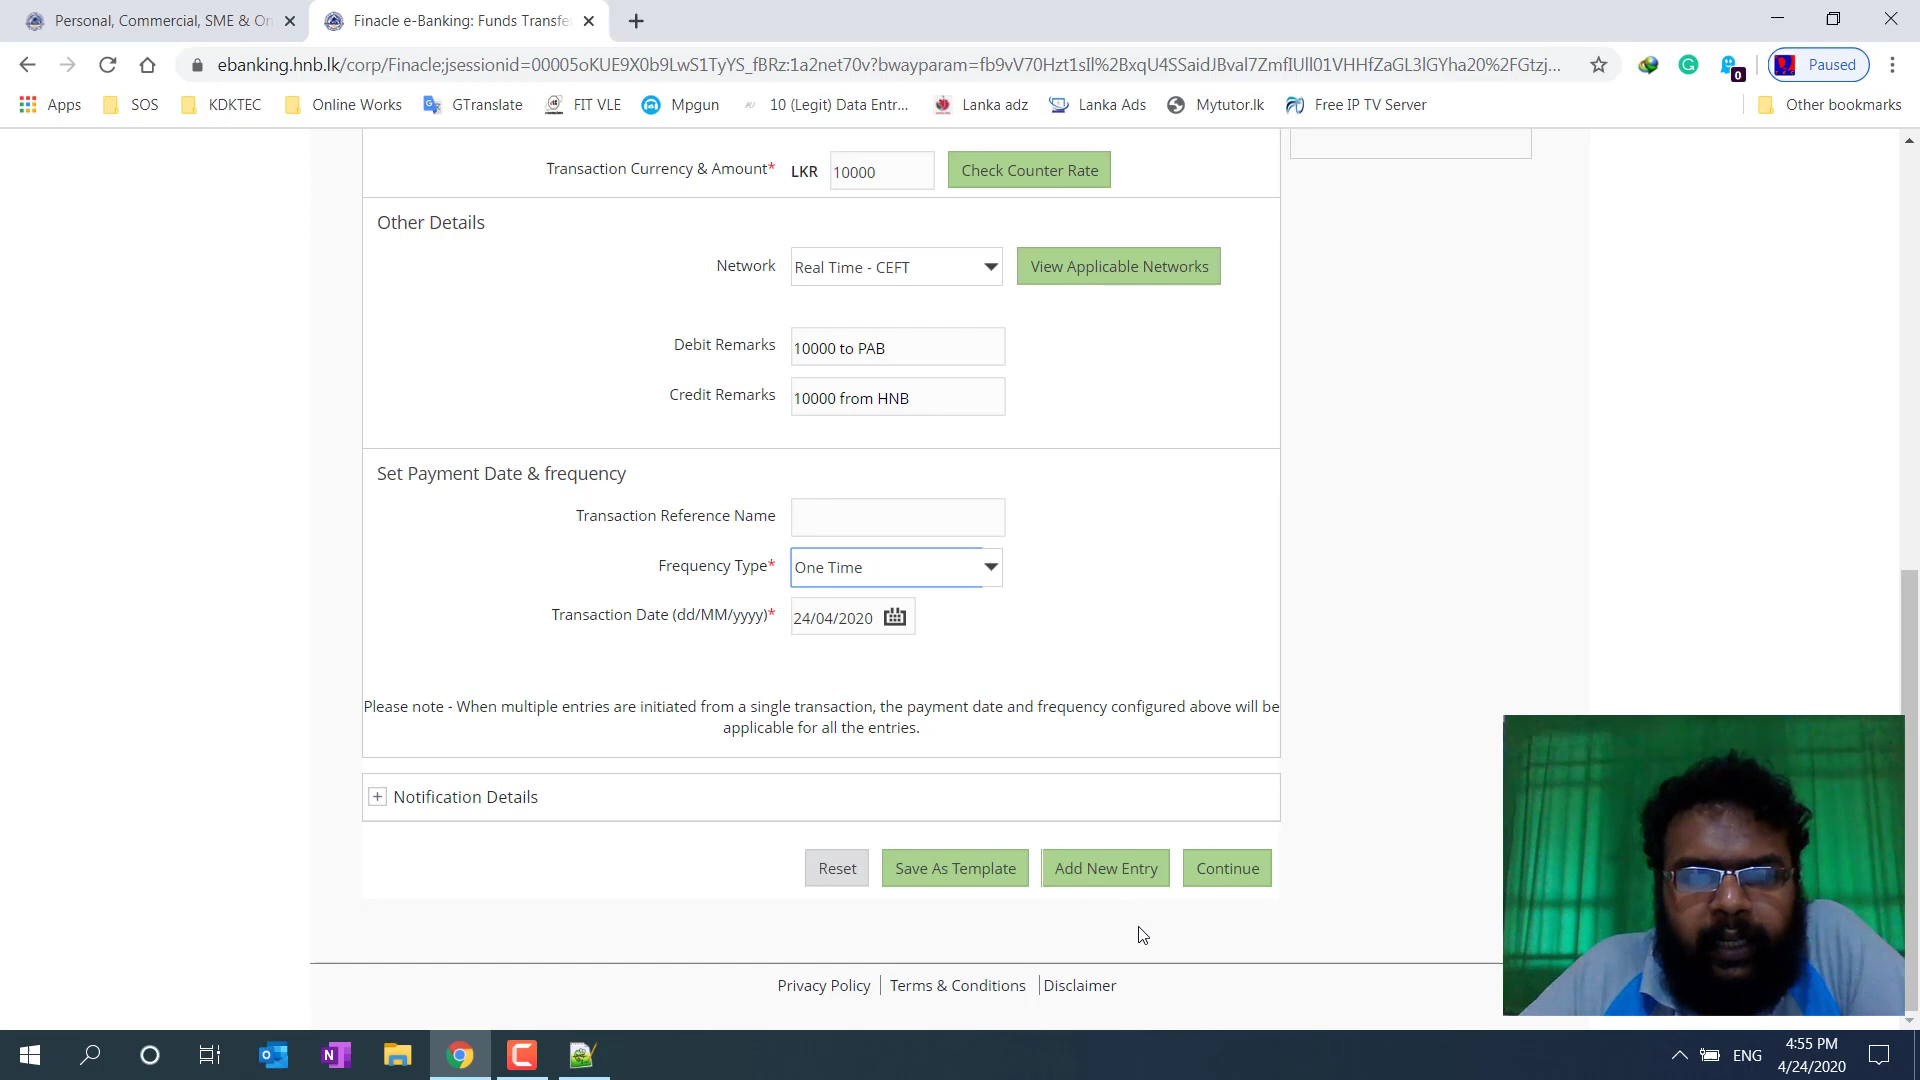 Personal, Commercial, SME & On
Finacle e-Banking: Funds Transfe
ebanking.hnb.lk/corp/Finacle;jsessionid=00005oKUE9X0b9LwS1TyYS_fBRz:1a2net70v?bwayparam=fb9vV70Hzt1sIl%2BxqU4SSaidJBval7ZmfIUll01VHHfZaGL3lGYha20%2FGtzj...
0
Paused
Apps SOS KDKTEC Online Works GTranslate FIT VLE Mpgun 10 (Legit) Data Entr... Lanka adz Lanka Ads Mytutor.lk Free IP TV Server Other bookmarks
Transaction Currency & Amount* LKR 10000 Check Counter Rate
Other Details
Network Real Time - CEFT View Applicable Networks
Debit Remarks 10000 to PAB
Credit Remarks 10000 from HNB
Set Payment Date & frequency
Transaction Reference Name
Frequency Type* One Time
Transaction Date (dd/MM/yyyy)* 24/04/2020
Please note - When multiple entries are initiated from a single transaction, the payment date and frequency configured above will be
applicable for all the entries.
+ Notification Details
Reset Save As Template Add New Entry Continue
Privacy Policy | Terms & Conditions | Disclaimer
ENG
4:55 PM
4/24/2020